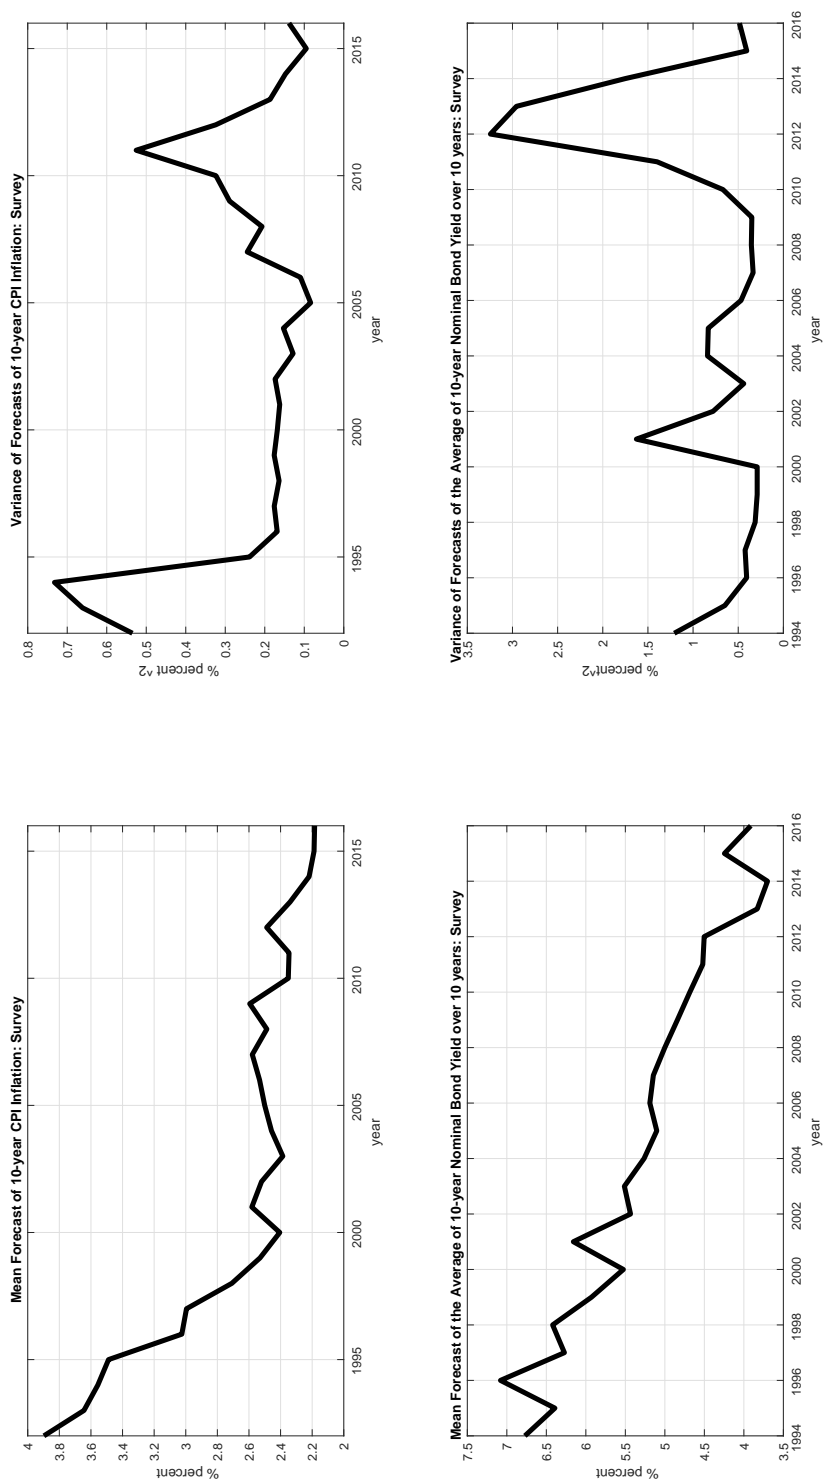 Mean Forecast of 10-year CPI Inflation: Survey
4
3.8
3.6
3.4
3.2
3
2.8
2.6
2.4
2.2
2
% percent
1995 2000 2005 2010 2015
year
Variance of Forecasts of 10-year CPI Inflation: Survey
0.8
0.7
0.6
0.5
0.4
0.3
0.2
0.1
0
% percent^2
1995 2000 2005 2010 2015
year
Mean Forecast of the Average of 10-year Nominal Bond Yield over 10 years: Survey
7.5
7
6.5
6
5.5
5
4.5
4
3.5
% percent
1994 1996 1998 2000 2002 2004 2006 2008 2010 2012 2014 2016
year
Variance of Forecasts of the Average of 10-year Nominal Bond Yield over 10 years: Survey
3.5
3
2.5
2
1.5
1
0.5
0
% percent^2
1994 1996 1998 2000 2002 2004 2006 2008 2010 2012 2014 2016
year